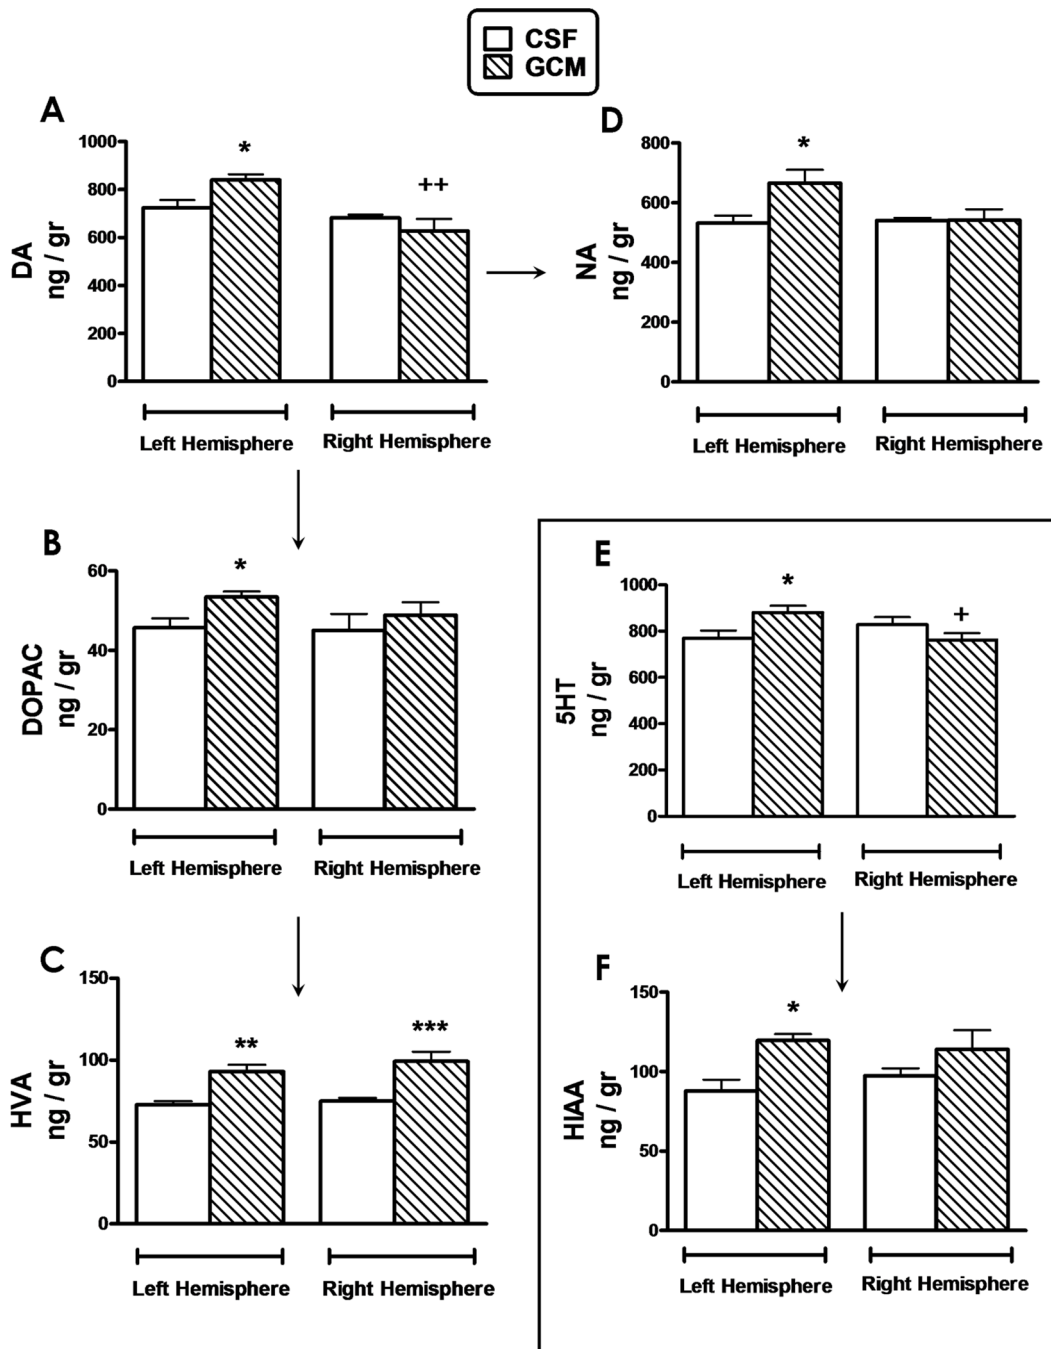 CSF
GCM
A
1000
800
600
400
200
0
DA
ng / gr
*
++
Left Hemisphere
Right Hemisphere
D
800
600
400
200
0
NA
ng / gr
*
Left Hemisphere
Right Hemisphere
B
60
40
20
0
DOPAC
ng / gr
*
Left Hemisphere
Right Hemisphere
E
1000
800
600
400
200
0
5HT
ng / gr
*
+
Left Hemisphere
Right Hemisphere
C
150
100
50
0
HVA
ng / gr
**
***
Left Hemisphere
Right Hemisphere
F
150
100
50
0
HIAA
ng / gr
*
Left Hemisphere
Right Hemisphere